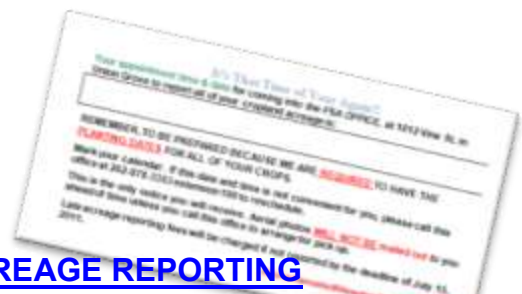 It's That Time of Year Again!!
Your appointment time & date for coming into the FSA OFFICE, at 1012 Vine St, in
Union Grove to report all of your cropland acreage is:
REMEMBER, TO BE PREPARED BECAUSE WE ARE REQUIRED TO HAVE THE
PLANTING DATES FOR ALL OF YOUR CROPS.
Mark your calendar. If this date and time is not convenient for you, please call this
office at 262-878- extension 100 to reschedule.
This is the only notice you will receive. Aerial photos WILL NOT BE mailed out to you
ahead of time unless you call this office to arrange for pick up.
Late acreage reporting fees will be charged if not reported by the deadline of July 15,
2011.
REAGE REPORTING